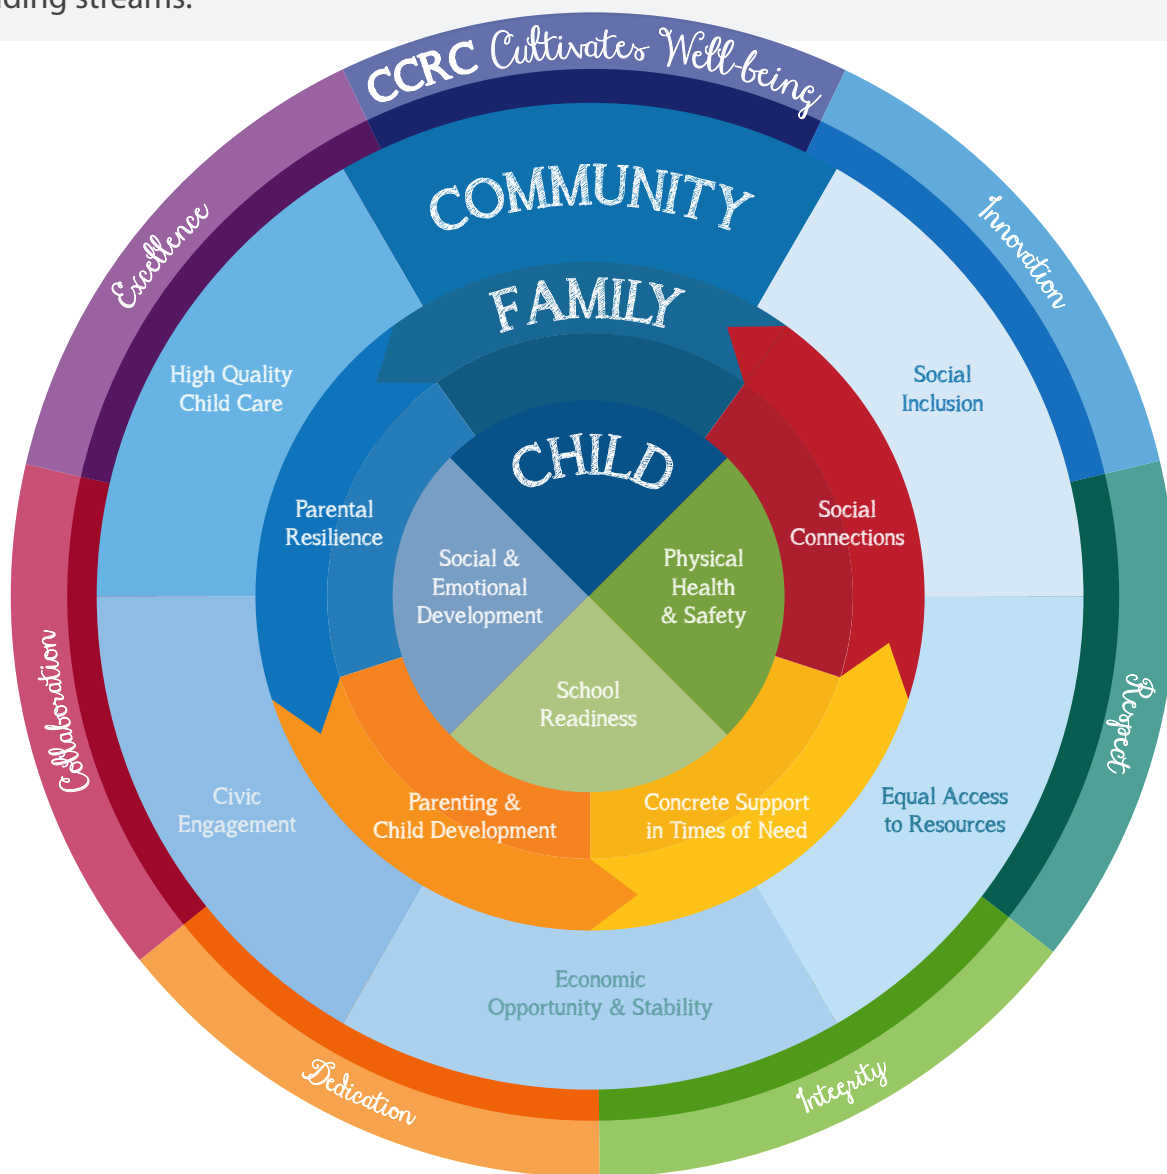 ding streams.
CCRC Cultivates Well-being
COMMUNITY
FAMILY
CHILD
Excellence
Innovation
High Quality
Child Care
Social
Inclusion
Parental
Resilience
Social
Connections
Social &
Emotional
Development
Physical
Health
& Safety
School
Readiness
Collaboration
Respect
Civic
Engagement
Parenting &
Child Development
Concrete Support
in Times of Need
Equal Access
to Resources
Economic
Opportunity & Stability
Dedication
Integrity